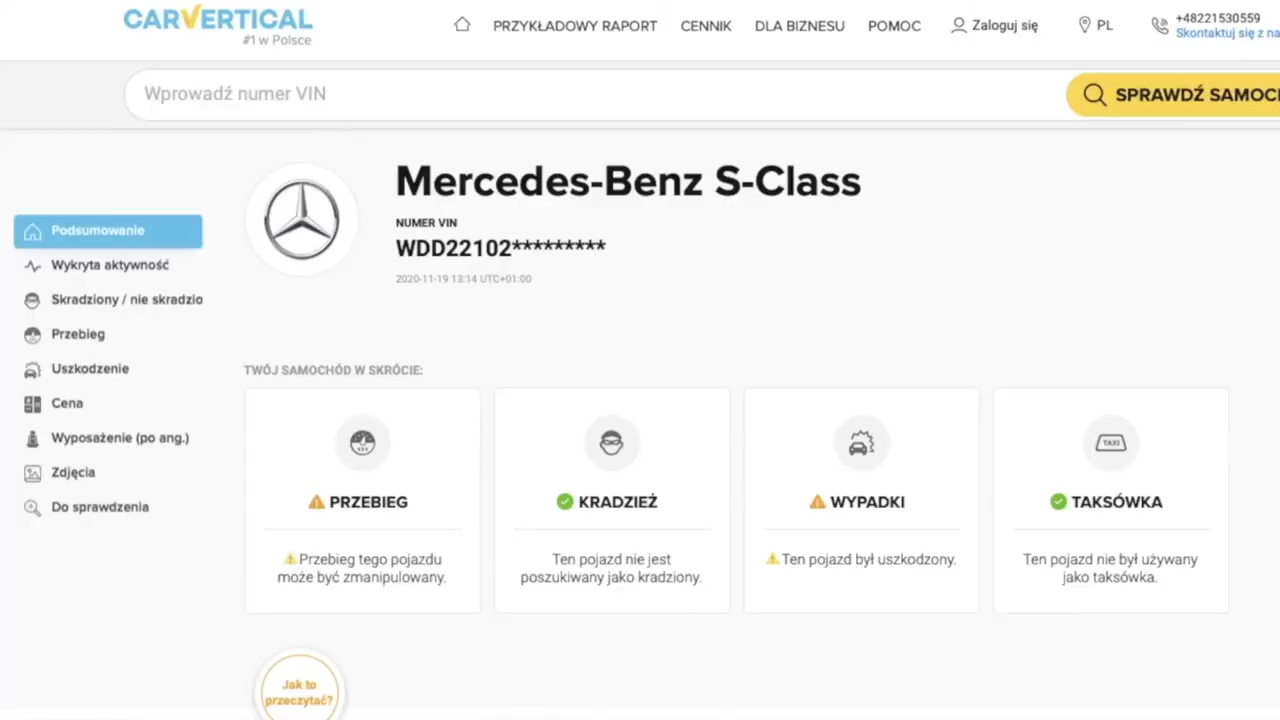 CARVERTICAL
#1 w Polsce
PRZYKŁADOWY RAPORT
CENNIK
DLA BIZNESU
POMOC
Zaloguj się
PL
+48221530559
Skontaktuj się z na
Wprowadź numer VIN
SPRAWDŹ SAMOC
Mercedes-Benz S-Class
NUMER VIN
WDD22102*********
2020-11-19 13:14 UTC+01:00
Podsumowanie
Wykryta aktywność
Skradziony / nie skradzio
Przebieg
Uszkodzenie
Cena
Wyposażenie (po ang.)
Zdjęcia
Do sprawdzenia
TWÓJ SAMOCHÓD W SKRÓCIE:
PRZEBIEG
Przebieg tego pojazdu
może być zmanipulowany.
KRADZIEŻ
Ten pojazd nie jest
poszukiwany jako kradziony.
WYPADKI
Ten pojazd był uszkodzony.
TAXI
TAKSÓWKA
Ten pojazd nie był używany
jako taksówka.
Jak to
przeczytać?